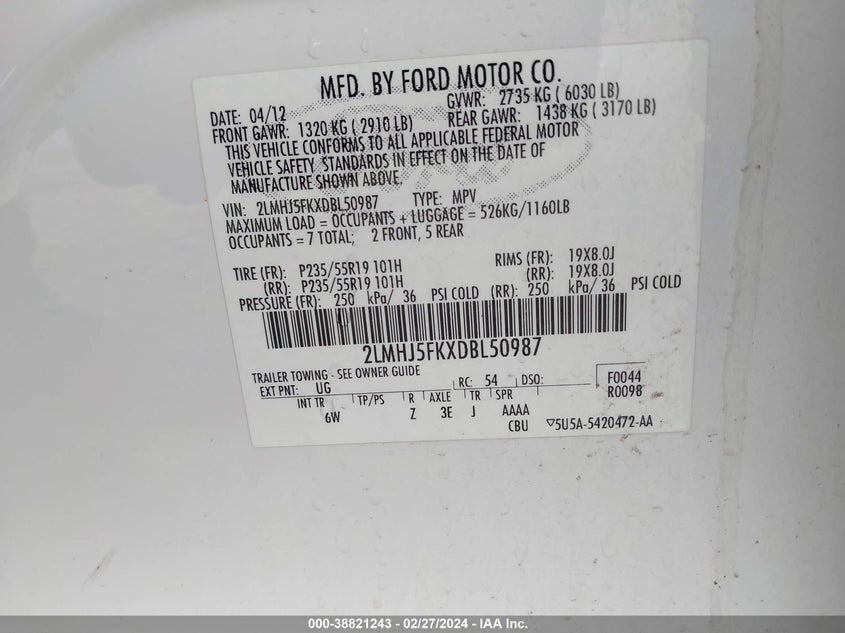 MFD. BY FORD MOTOR CO.
DATE: 04/12 GVWR: 2735 KG ( 6030 LB)
FRONT GAWR: 1320 KG ( 2910 LB) REAR GAWR: 1438 KG ( 3170 LB)
THIS VEHICLE CONFORMS TO ALL APPLICABLE FEDERAL MOTOR
VEHICLE SAFETY STANDARDS IN EFFECT ON THE DATE OF
MANUFACTURE SHOWN ABOVE.
VIN: 2LMHJ5FKXDBL50987 TYPE: MPV
MAXIMUM LOAD = OCCUPANTS + LUGGAGE = 526KG/1160LB
OCCUPANTS = 7 TOTAL; 2 FRONT, 5 REAR
TIRE (FR): P235/55R19 101H RIMS (FR): 19X8.0J
(RR): P235/55R19 101H (RR): 19X8.0J
PRESSURE (FR): 250 kPa/ 36 PSI COLD (RR): 250 kPa/ 36 PSI COLD
2LMHJ5FKXDBL50987
TRAILER TOWING - SEE OWNER GUIDE
EXT PNT: UG RC: 54 DSO: F0044
INT TR TP/PS R AXLE TR SPR R0098
6W Z 3E J AAAA
CBU ▽5U5A-5420472-AA
000-38821243 - 02/27/2024 - IAA Inc.